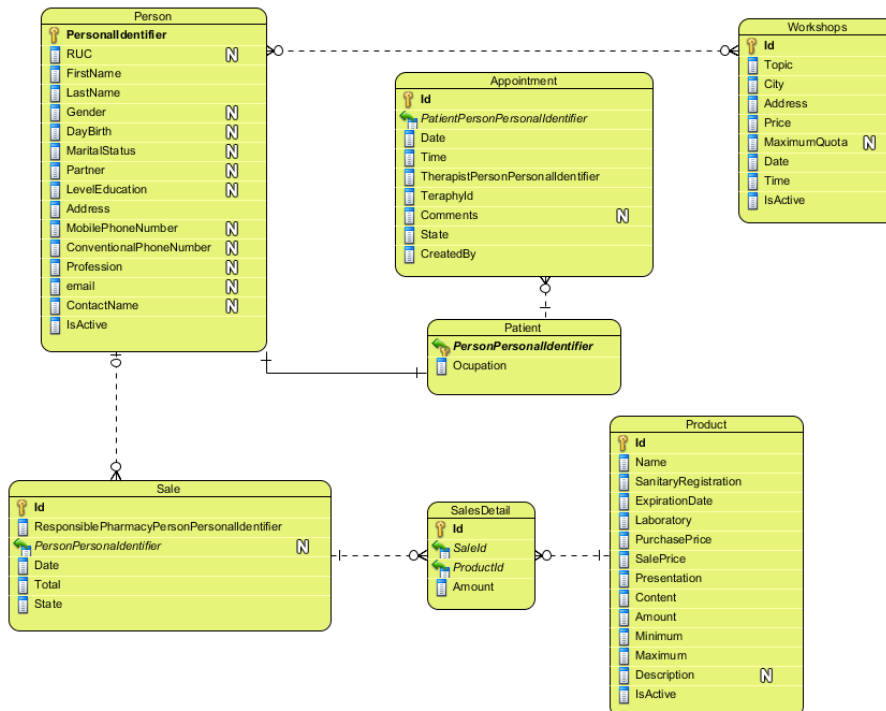 Person
PersonalIdentifier
RUC N
FirstName
LastName
Gender N
DayBirth N
MaritalStatus N
Partner N
LevelEducation N
Address
MobilePhoneNumber N
ConventionalPhoneNumber N
Profession N
email N
ContactName N
IsActive
Workshops
Id
Topic
City
Address
Price
MaximumQuota N
Date
Time
IsActive
Appointment
Id
PatientPersonPersonalIdentifier
Date
Time
TherapistPersonPersonalIdentifier
TeraphyId
Comments N
State
CreatedBy
Patient
PersonPersonalIdentifier
Ocupation
Sale
Id
ResponsiblePharmacyPersonPersonalIdentifier
PersonPersonaIdentifier N
Date
Total
State
SalesDetail
Id
SaleId
ProductId
Amount
Product
Id
Name
SanitaryRegistration
ExpirationDate
Laboratory
PurchasePrice
SalePrice
Presentation
Content
Amount
Minimum
Maximum
Description N
IsActive